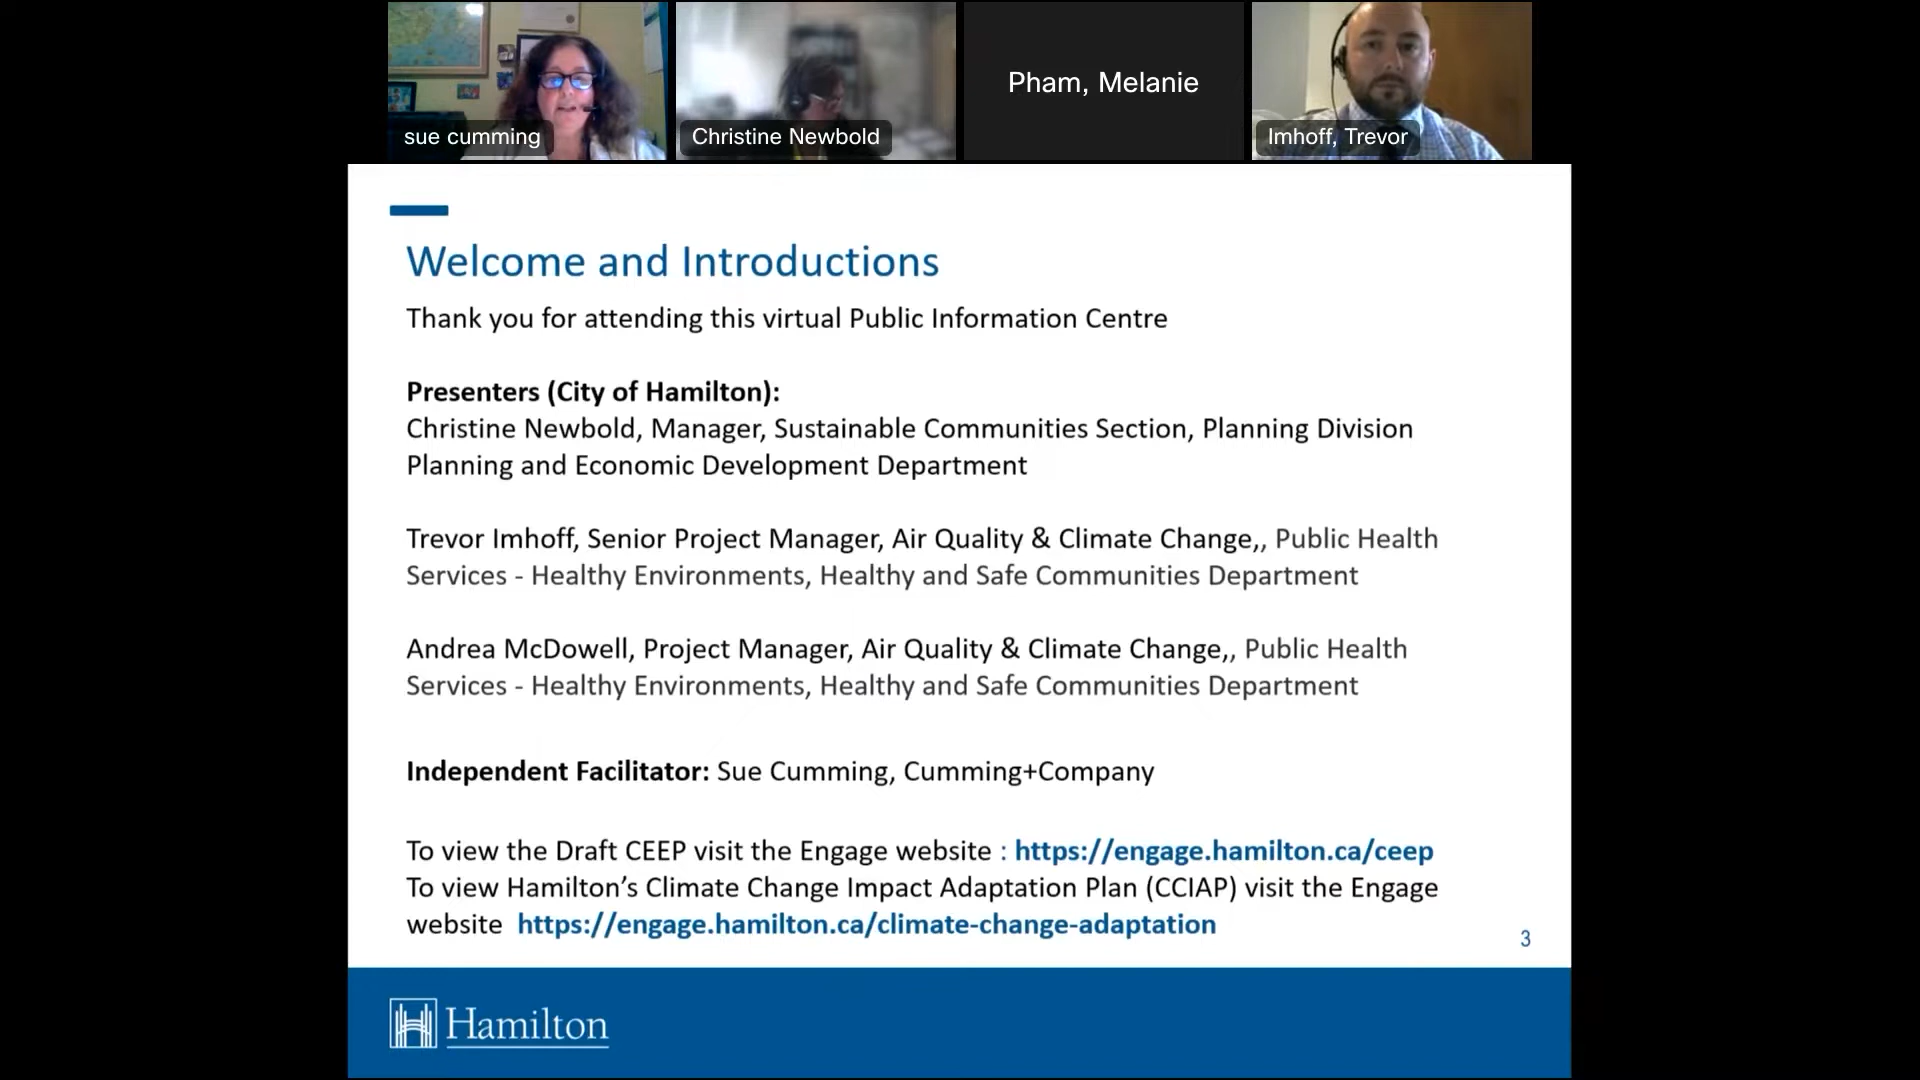 sue cumming
Christine Newbold
Pham, Melanie
Imhoff, Trevor
Welcome and Introductions
Thank you for attending this virtual Public Information Centre
Presenters (City of Hamilton):
Christine Newbold, Manager, Sustainable Communities Section, Planning Division
Planning and Economic Development Department
Trevor Imhoff, Senior Project Manager, Air Quality & Climate Change,, Public Health
Services - Healthy Environments, Healthy and Safe Communities Department
Andrea McDowell, Project Manager, Air Quality & Climate Change,, Public Health
Services - Healthy Environments, Healthy and Safe Communities Department
Independent Facilitator: Sue Cumming, Cumming+Company
To view the Draft CEEP visit the Engage website : https://engage.hamilton.ca/ceep
To view Hamilton’s Climate Change Impact Adaptation Plan (CCIAP) visit the Engage
website https://engage.hamilton.ca/climate-change-adaptation
3
Hamilton